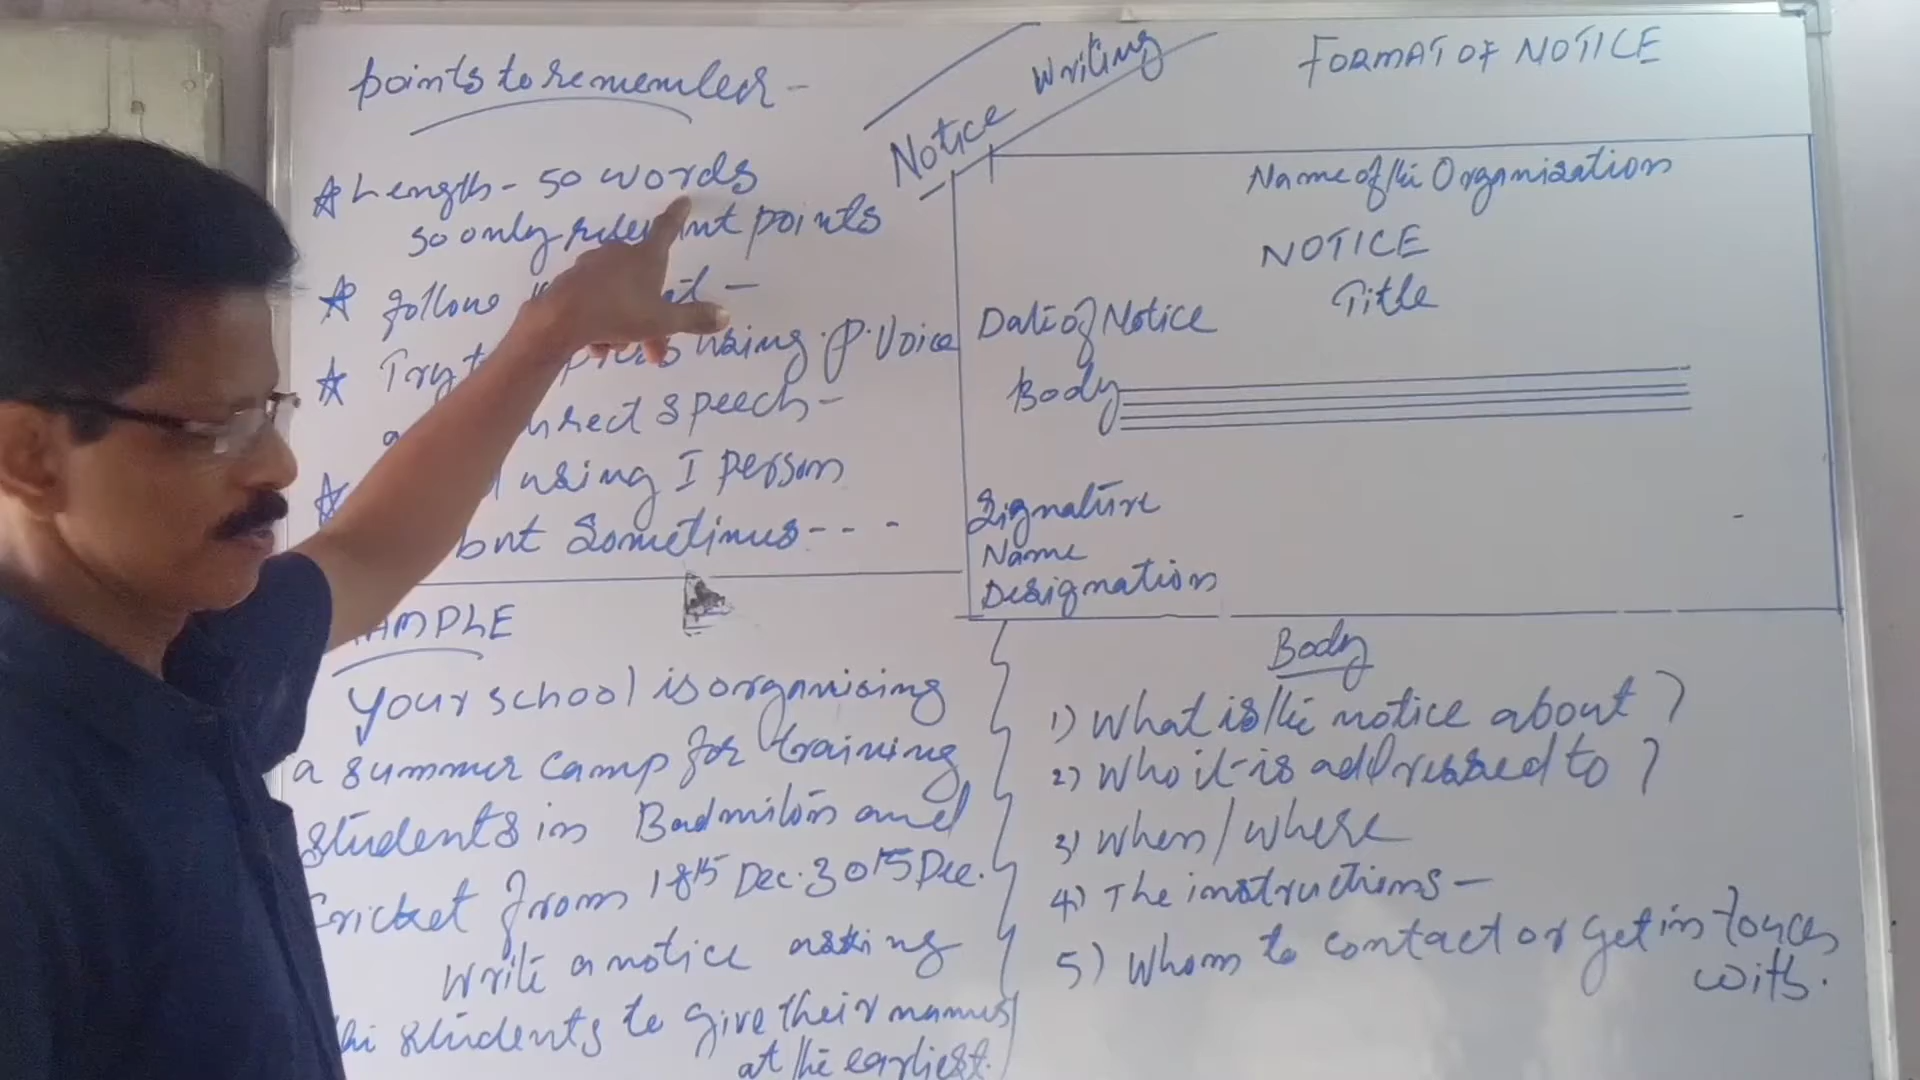 points to remember -
★ Length - 50 words
so only relevant points
★ follow
★ Try to using P. Voice
speech -
★ using I person
but Sometimes - - -
Notice Writing
FORMAT OF NOTICE
Name of the Organisation
NOTICE
Title
Date of Notice
Body
Signature
Name
Designation
AMPLE
Your school is organising
a summer camp for training
students in Badminton and
Cricket from 18th Dec. 30th Dec.
Write a notice asking
the students to give their names
at the earliest.
Body
1) What is the notice about ?
2) Who it is addressed to ?
3) When / where
4) The instructions -
5) Whom to contact or get in touch
with.